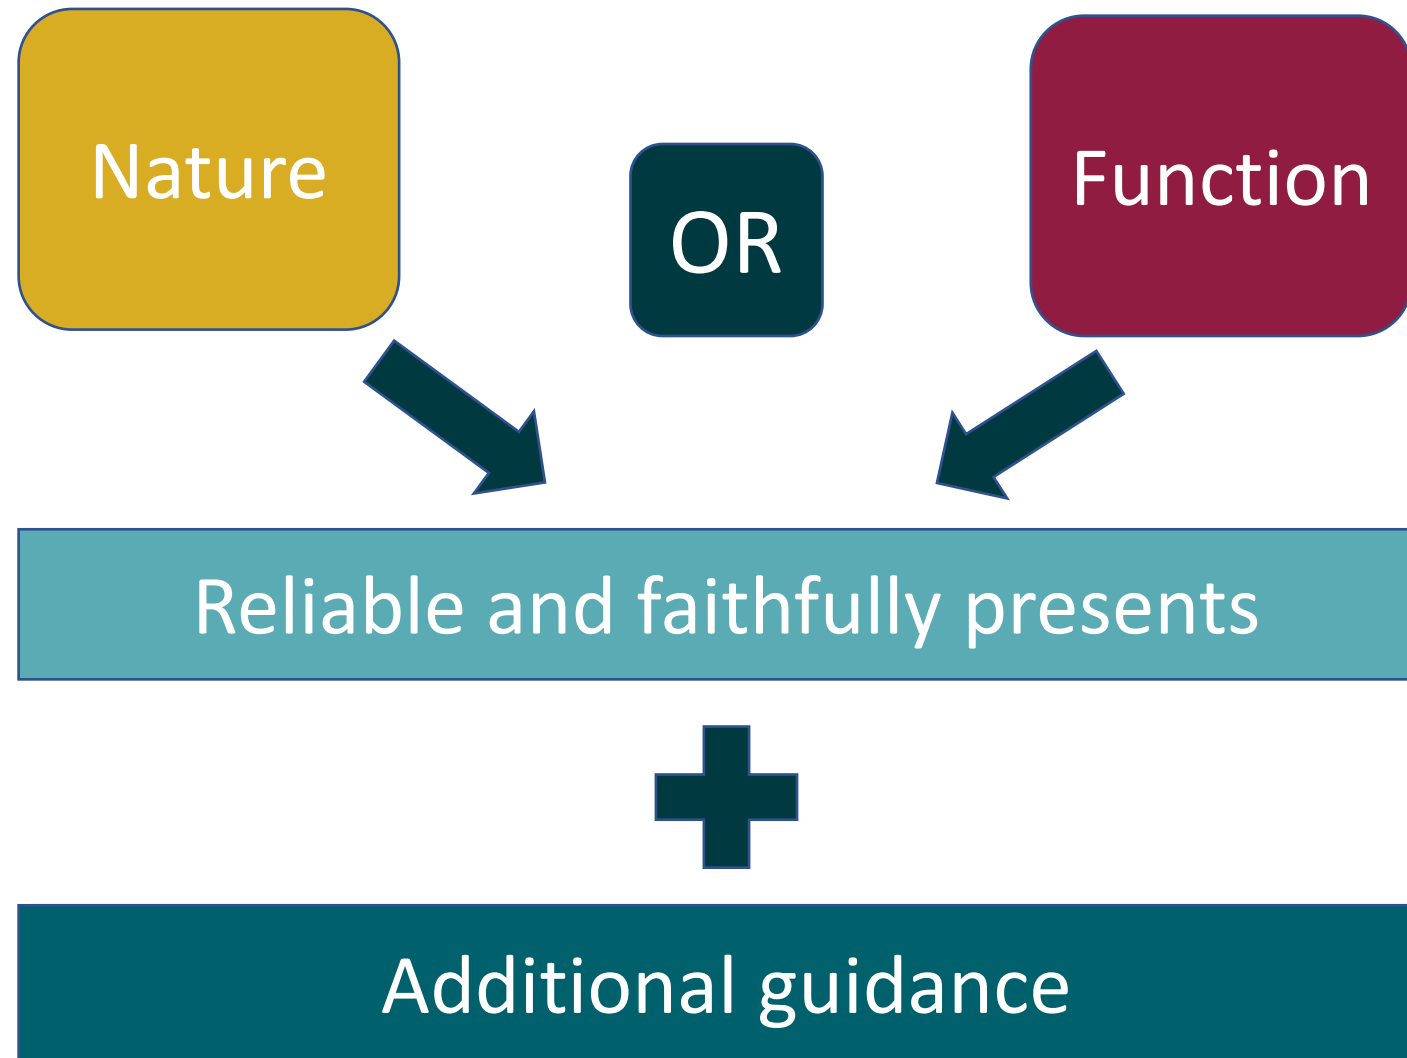 Nature
OR
Function
Reliable and faithfully presents
Additional guidance